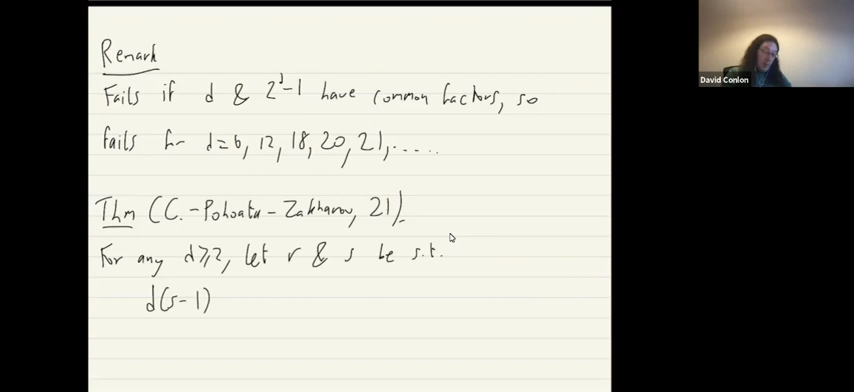 Remark
Fails if d & 2^d-1 have common factors, so
fails for d=6, 12, 18, 20, 21, .....
Thm (C. - Pohoata - Zakharov, 21)
For any d≥2, let r & s be s.t.
d(s-1)
David Conlon